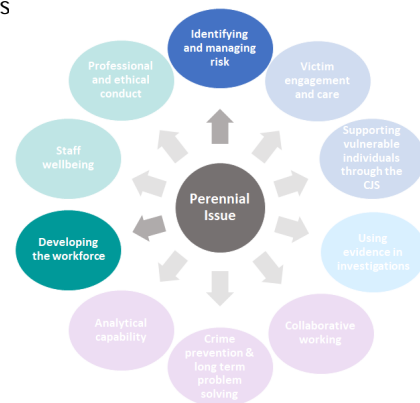 s
Identifying
and managing
risk
Professional
and ethical
conduct
Victim
engagement
and care
Staff
wellbeing
Supporting
vulnerable
individuals
through the
CJS
Perennial
Issue
Developing
the workforce
Using
evidence in
investigations
Analytical
capability
Collaborative
working
Crime
prevention &
long term
problem
solving